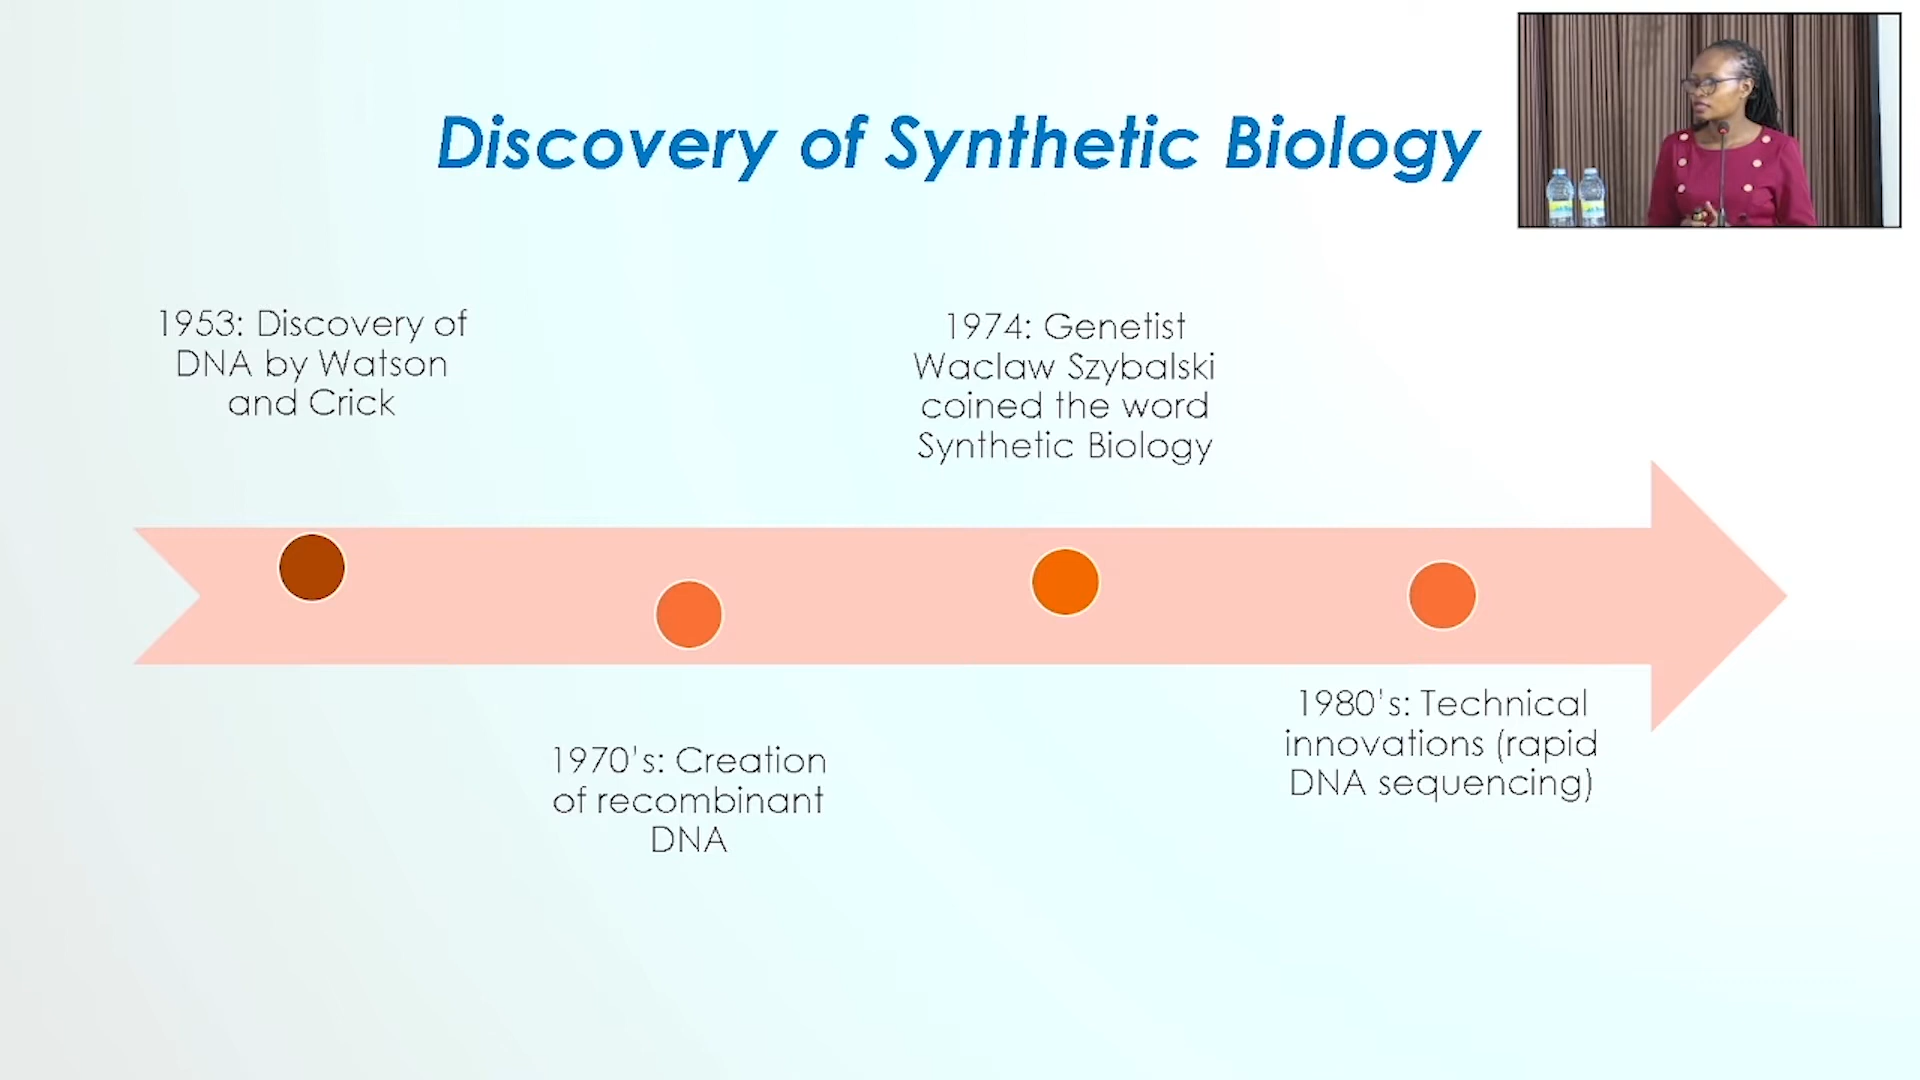 Discovery of Synthetic Biology
1953: Discovery of
DNA by Watson
and Crick
1970's: Creation
of recombinant
DNA
1974: Genetist
Waclaw Szybalski
coined the word
Synthetic Biology
1980's: Technical
innovations (rapid
DNA sequencing)